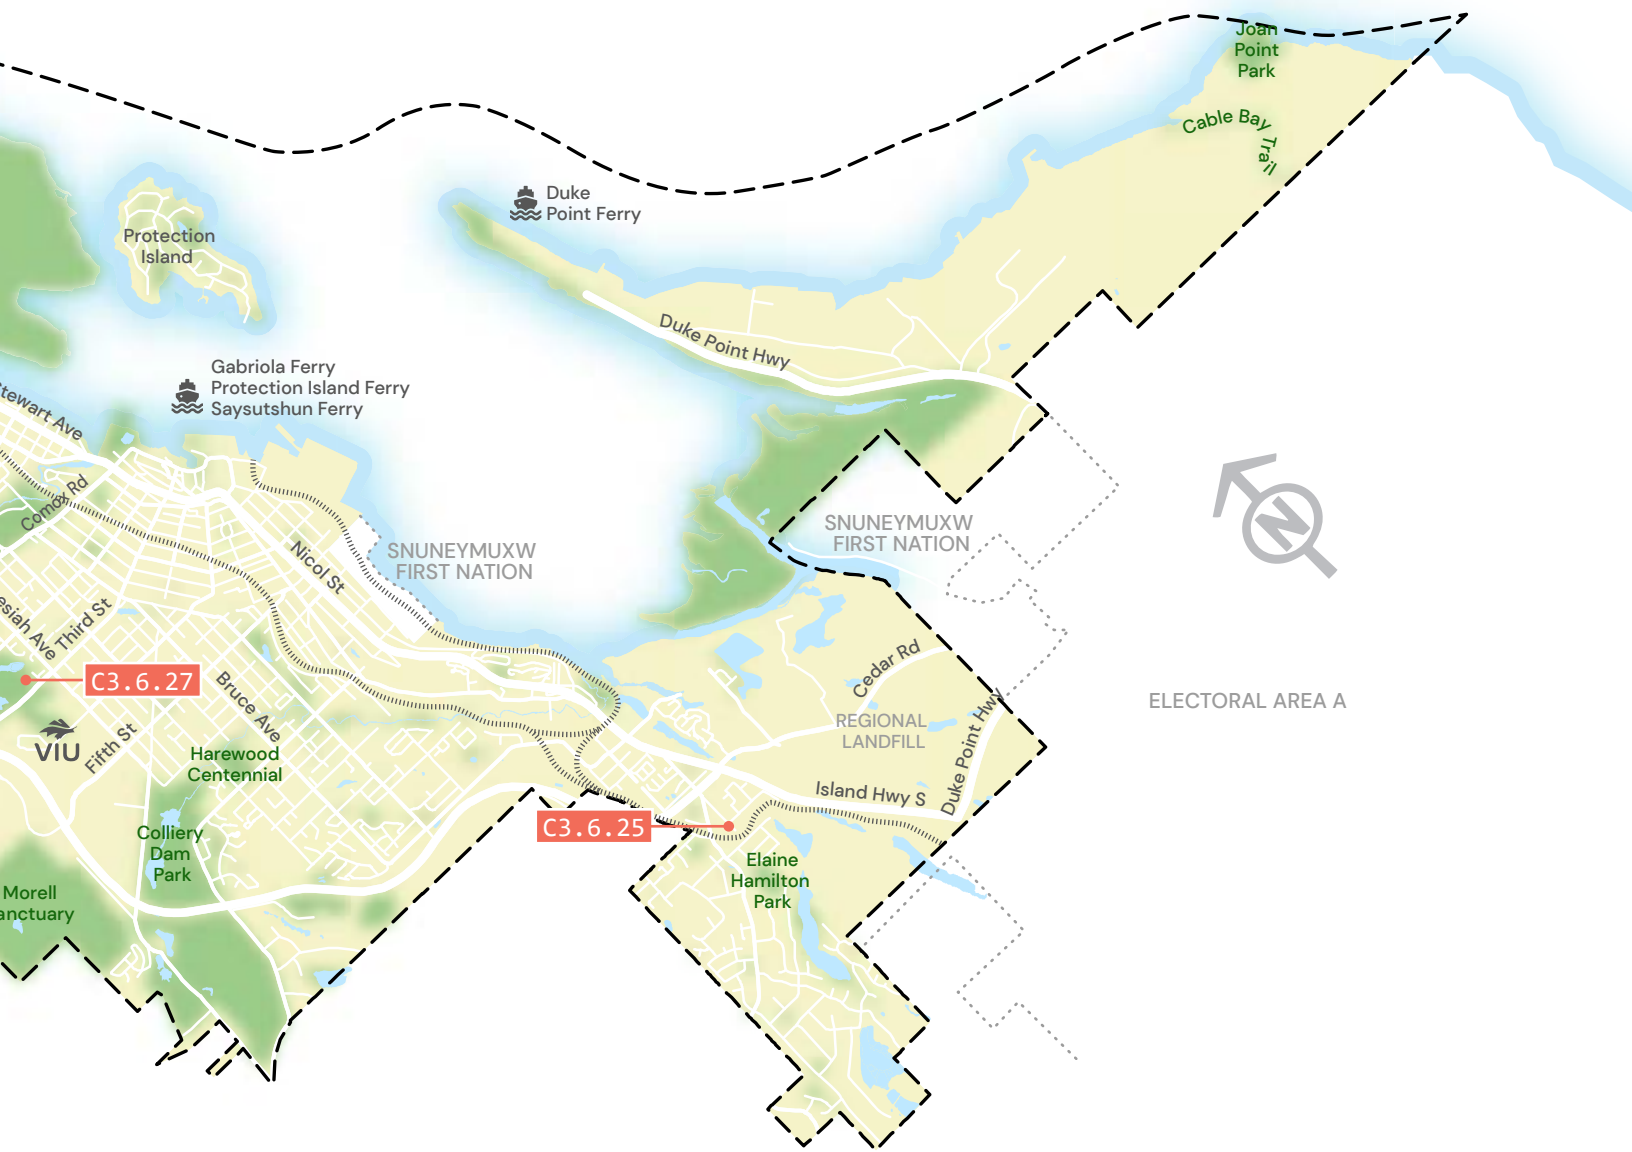 Joan
Point
Park
Cable Bay Trail
Duke
Point Ferry
Protection
Island
Duke Point Hwy
Gabriola Ferry
Protection Island Ferry
Saysutshun Ferry
Stewart Ave
Comox Rd
SNUNEYMUXW
FIRST NATION
SNUNEYMUXW
FIRST NATION
Nicol St
Third St
esiah Ave
C3.6.27
Cedar Rd
Bruce Ave
ELECTORAL AREA A
REGIONAL
LANDFILL
VIU
Fifth St
Harewood
Centennial
Duke Point Hwy
Island Hwy S
C3.6.25
Colliery
Dam
Park
Elaine
Hamilton
Park
Morell
anctuary
N